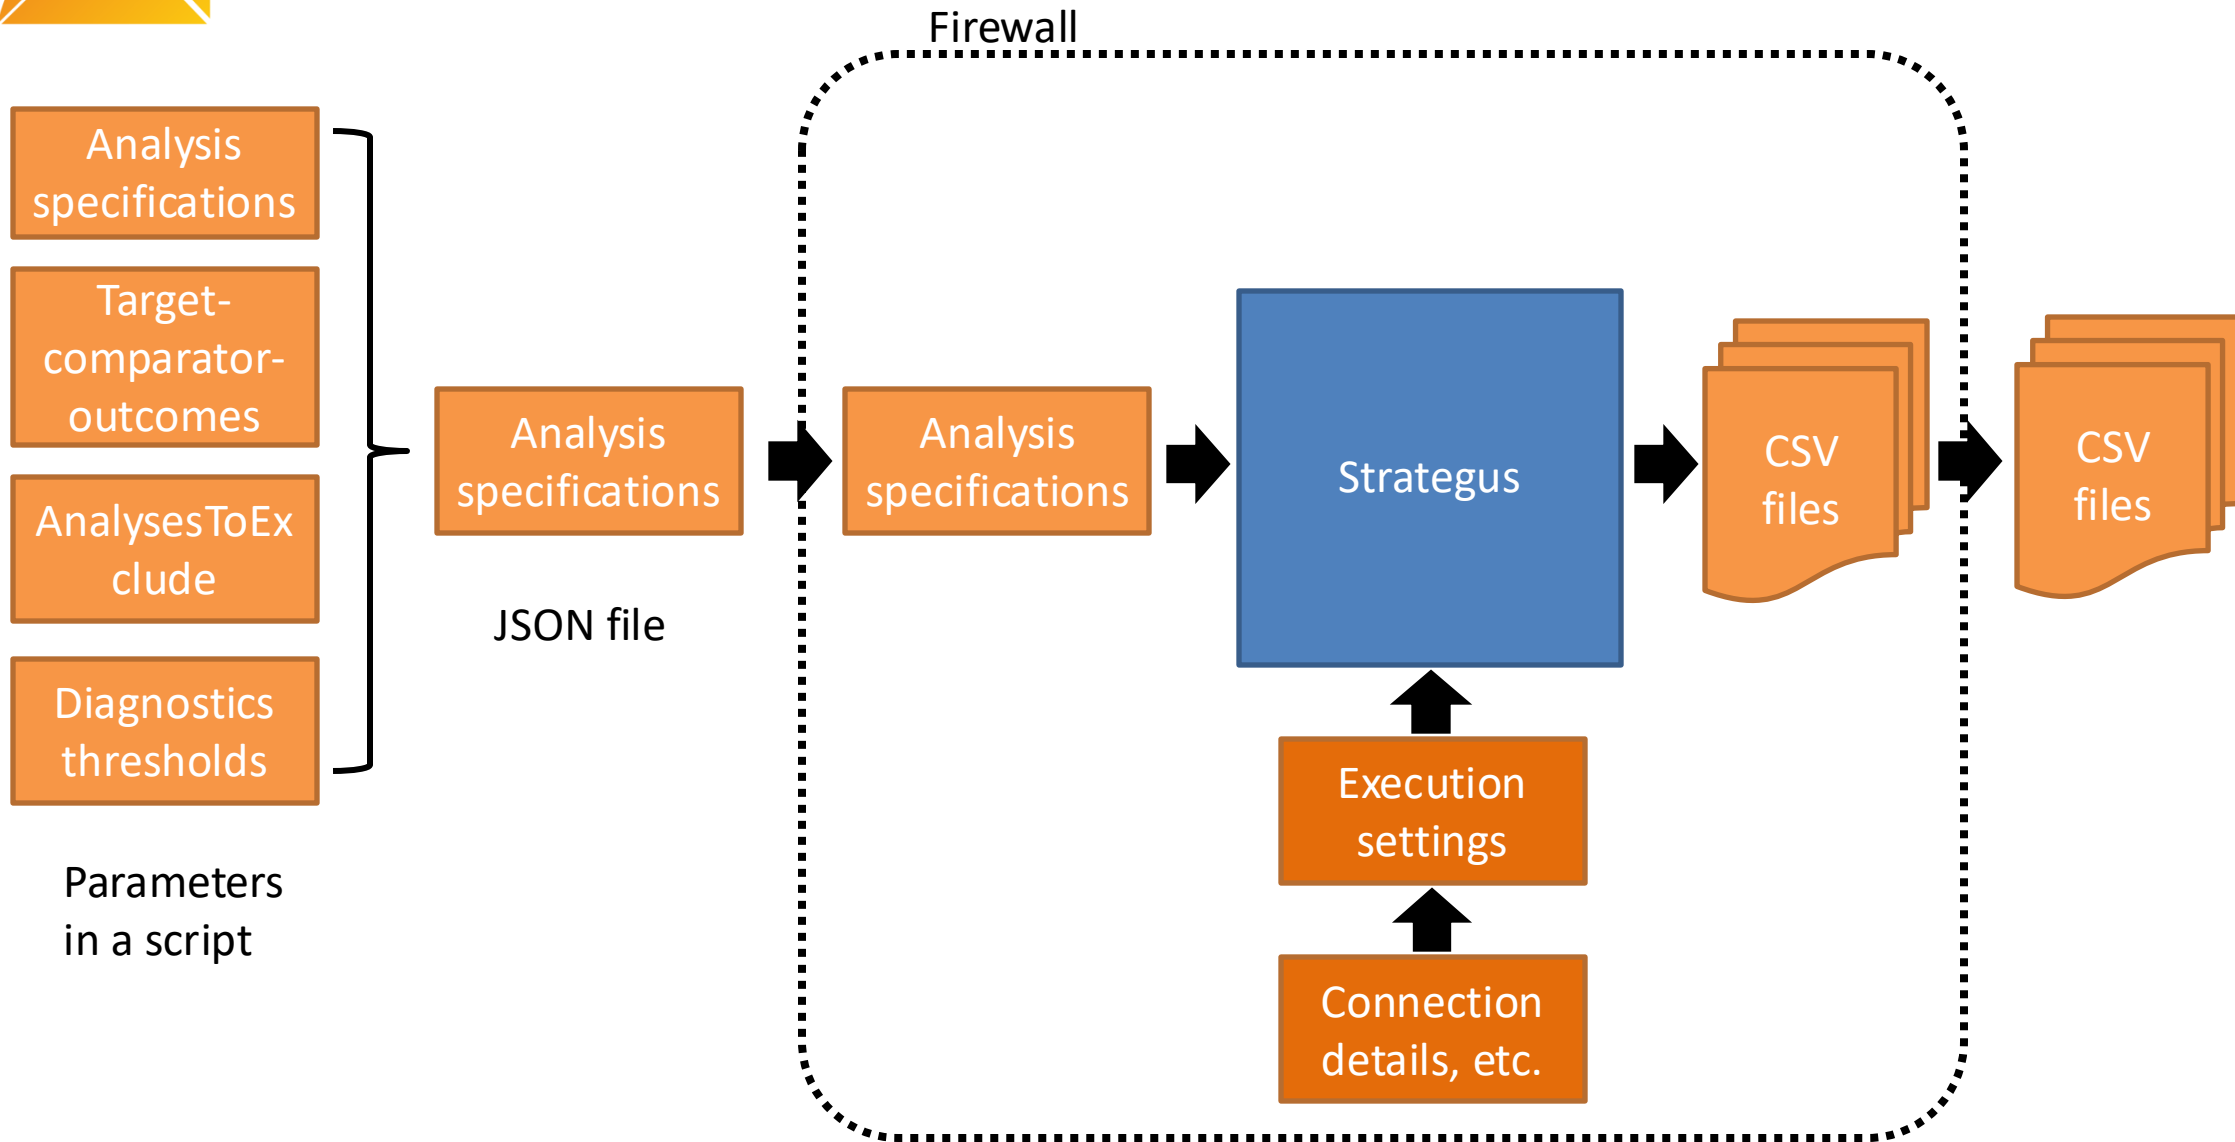 Firewall
Analysis
specifications
Target-
comparator-
outcomes
AnalysesToEx
clude
Diagnostics
thresholds
Parameters
in a script
Analysis
specifications
JSON file
Analysis
specifications
Strategus
Execution
settings
Connection
details, etc.
CSV
files
CSV
files